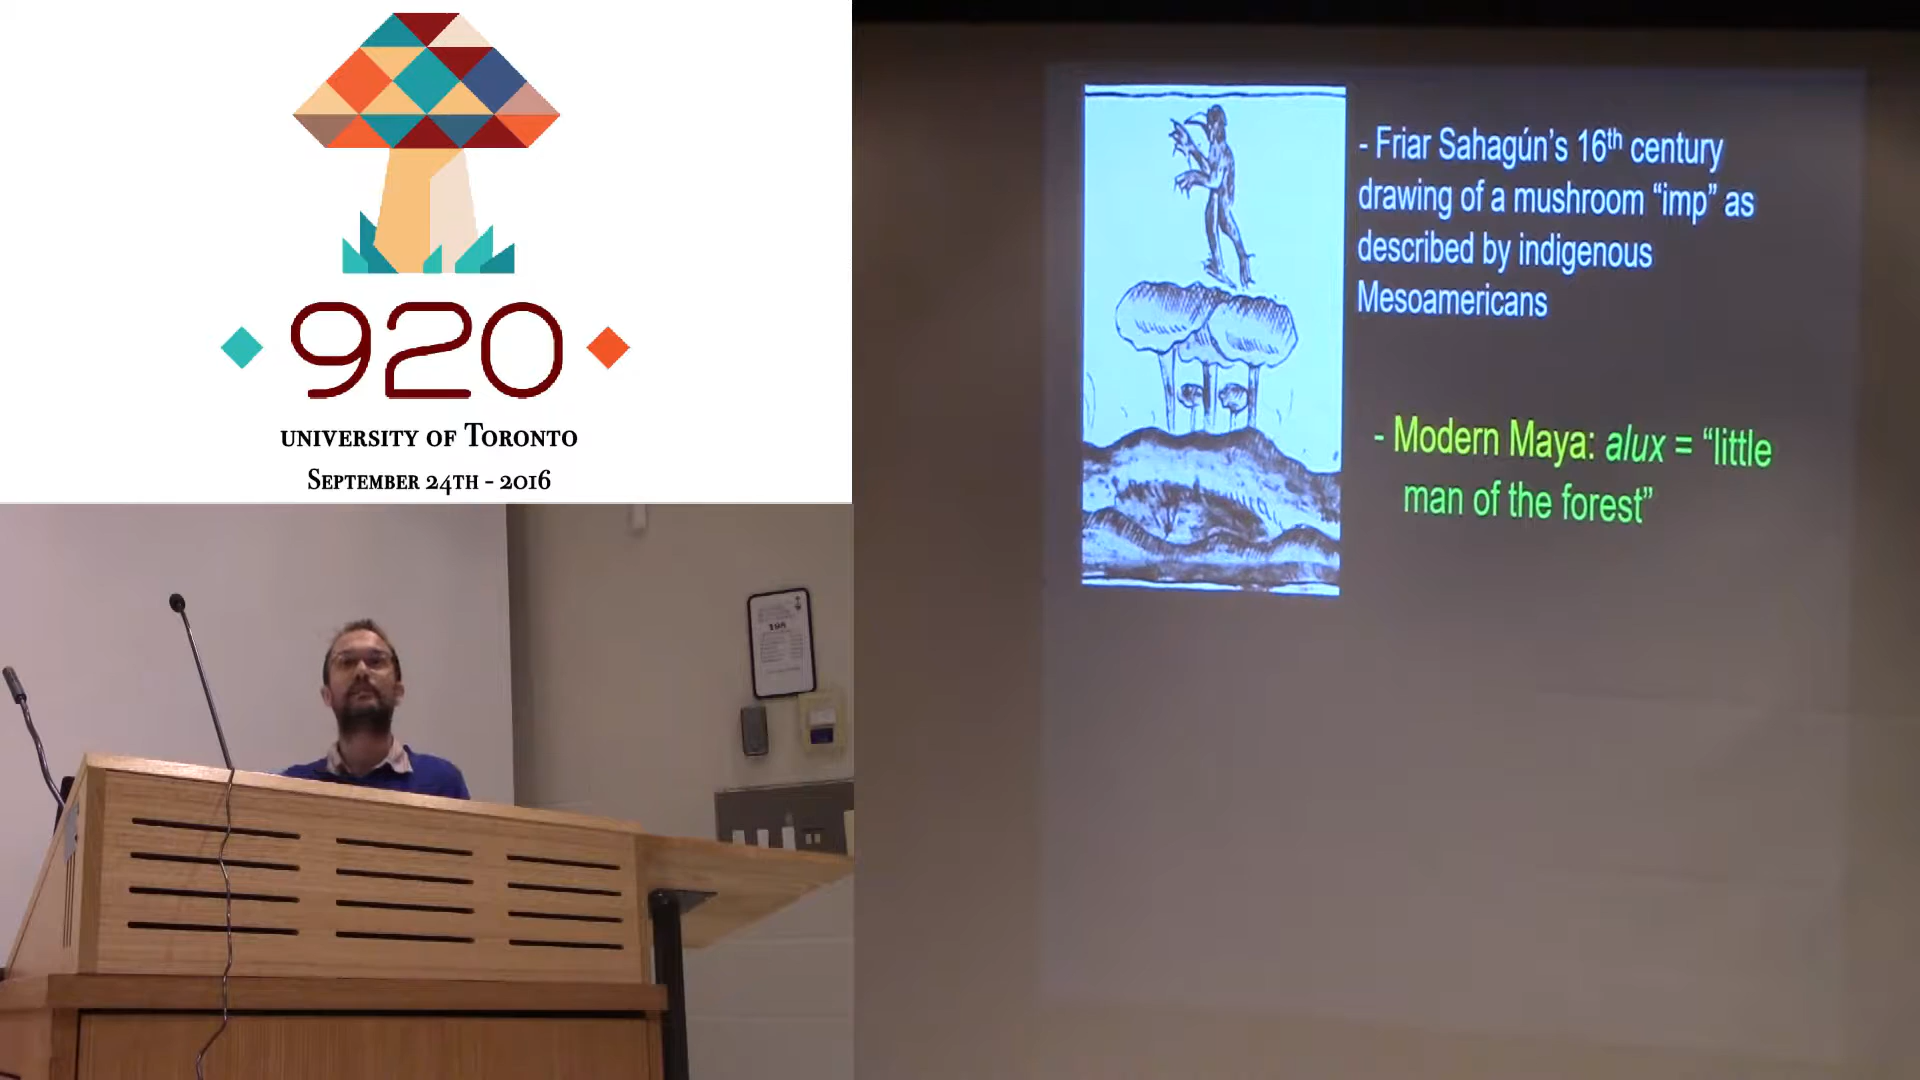 920
UNIVERSITY OF TORONTO
SEPTEMBER 24TH - 2016
198
- Friar Sahagún's 16th century
drawing of a mushroom "imp" as
described by indigenous
Mesoamericans
- Modern Maya: alux = "little
man of the forest"